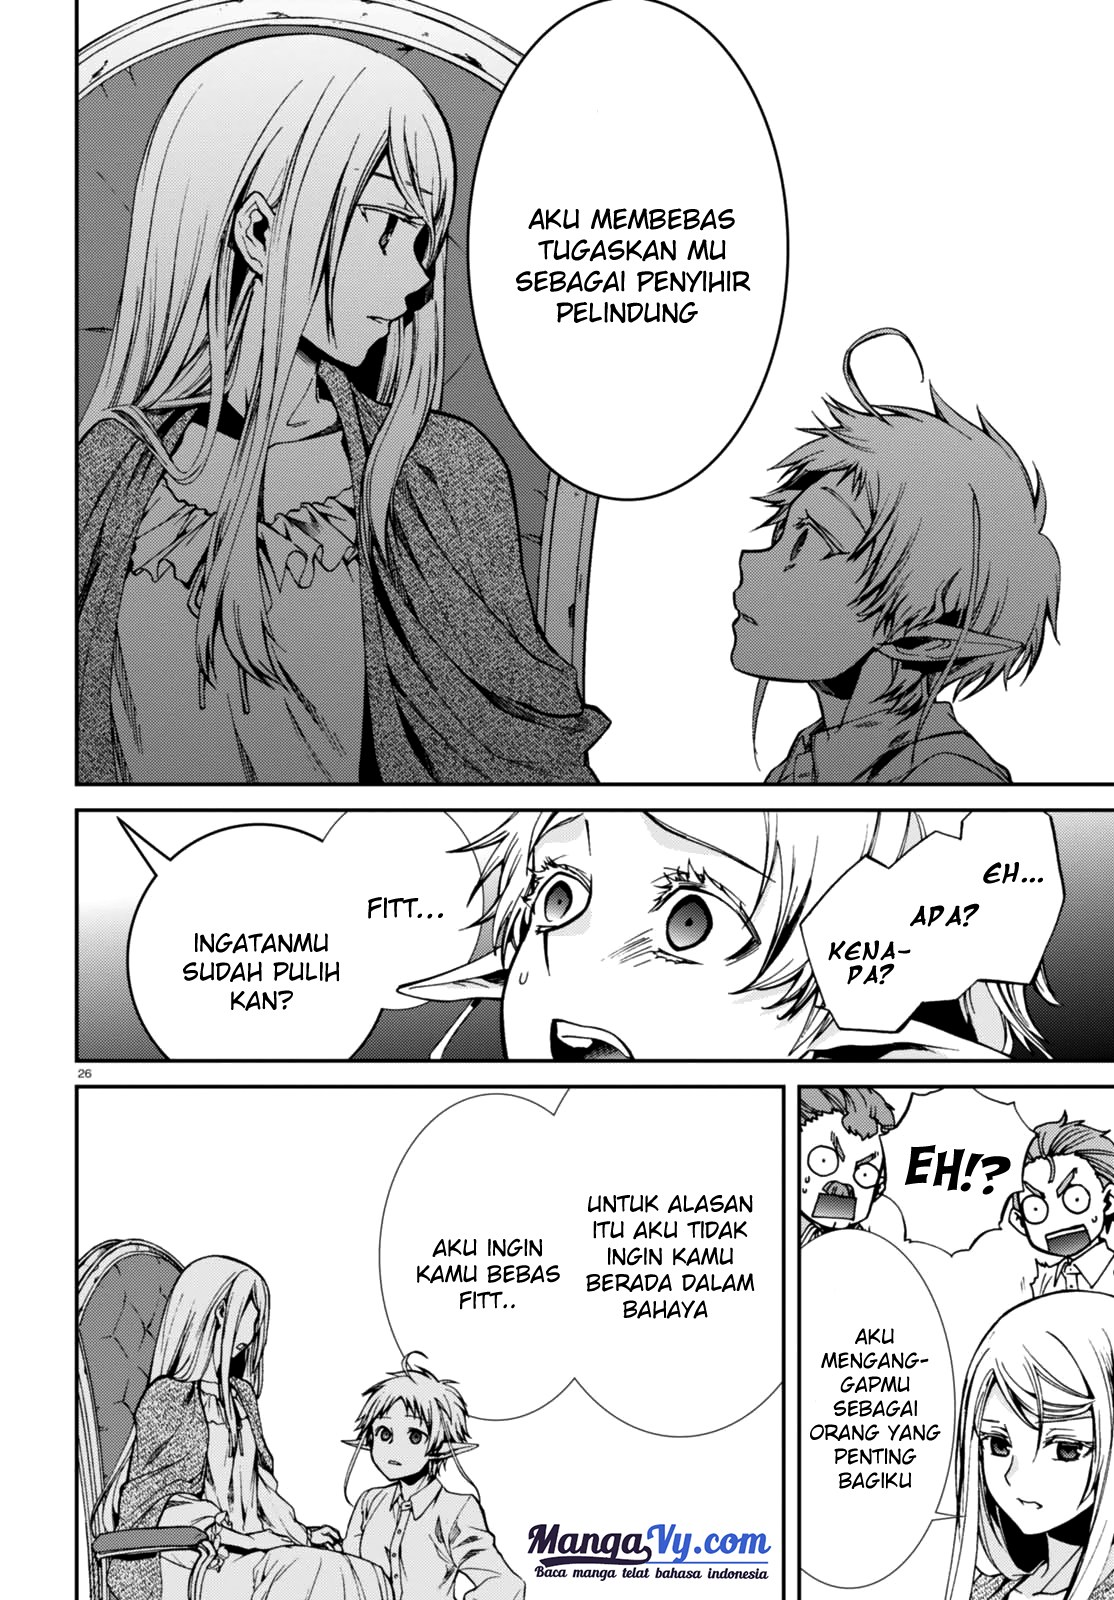 AKU MEMBEBAS
TUGASKAN MU
SEBAGAI PENYIHIR
PELINDUNG
EH...
APA?
KENA-
PA?
FITT...
INGATANMU
SUDAH PULIH
KAN?
26
EH!?
AKU
MENGANG-
GAPMU
SEBAGAI
ORANG YANG
PENTING
BAGIKU
UNTUK ALASAN
ITU AKU TIDAK
INGIN KAMU
BERADA DALAM
BAHAYA
AKU INGIN
KAMU BEBAS
FITT..
MangaVy.com
Baca manga telat bahasa indonesia